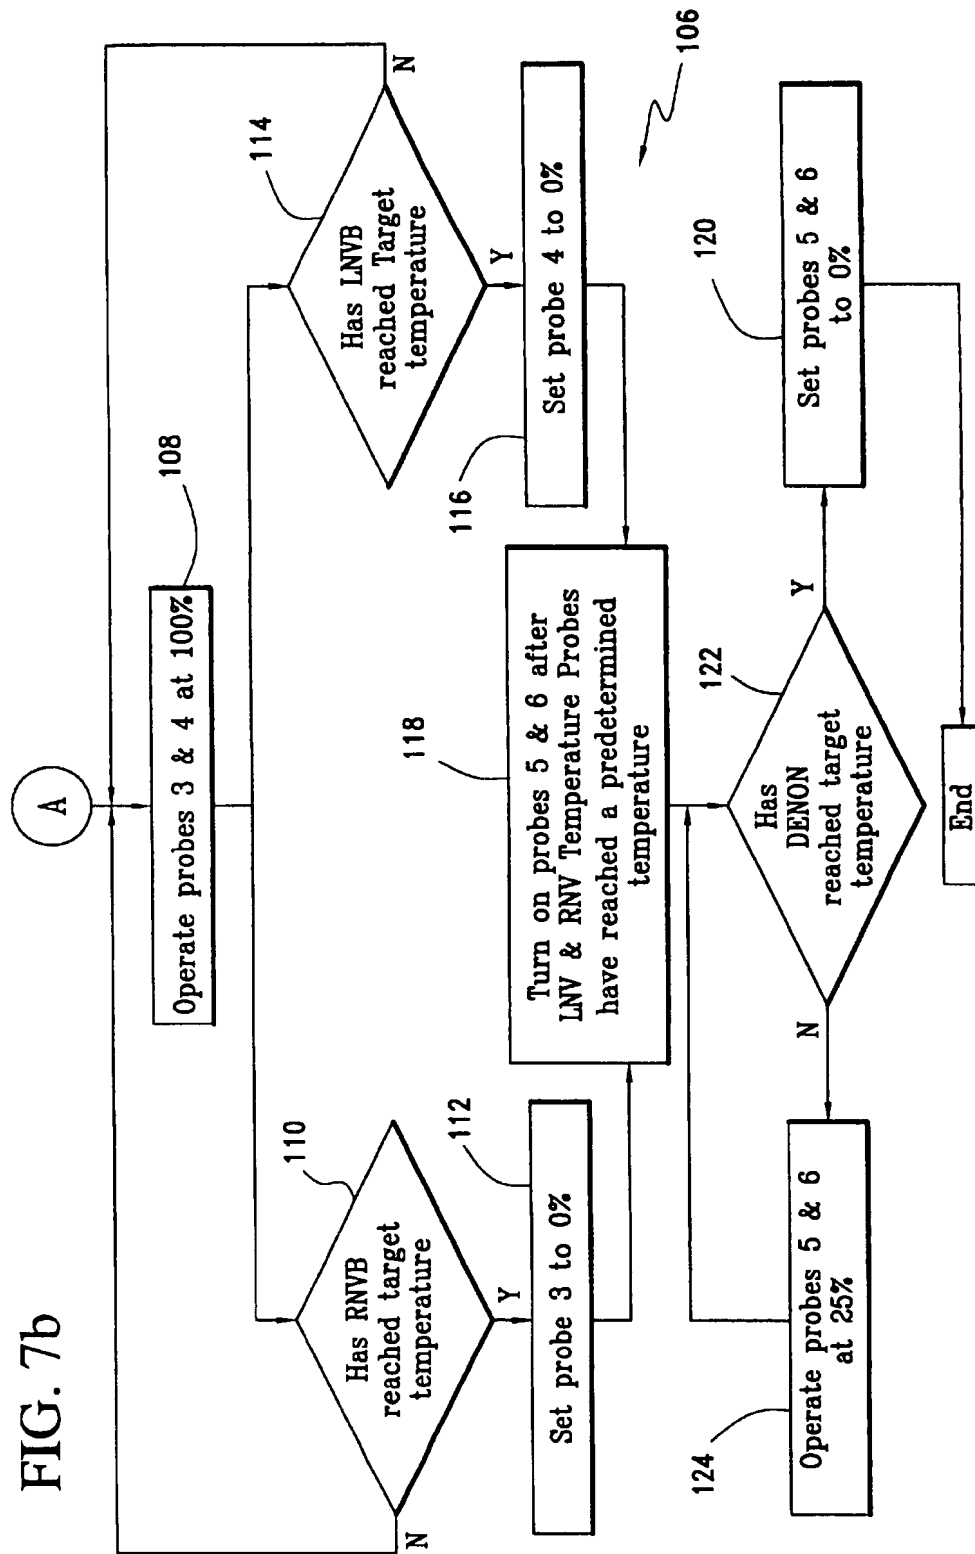 FIG. 7b
A
Operate probes 3 & 4 at 100%
108
110
Has RNVB
reached target
temperature
N
Y
114
Has LNVB
reached Target
temperature
N
Y
112
Set probe 3 to 0%
116
Set probe 4 to 0%
106
118
Turn on probes 5 & 6 after
LNV & RNV Temperature Probes
have reached a predetermined
temperature
122
Has
DENON
reached target
temperature
N
Y
124
Operate probes 5 & 6
at 25%
120
Set probes 5 & 6
to 0%
End